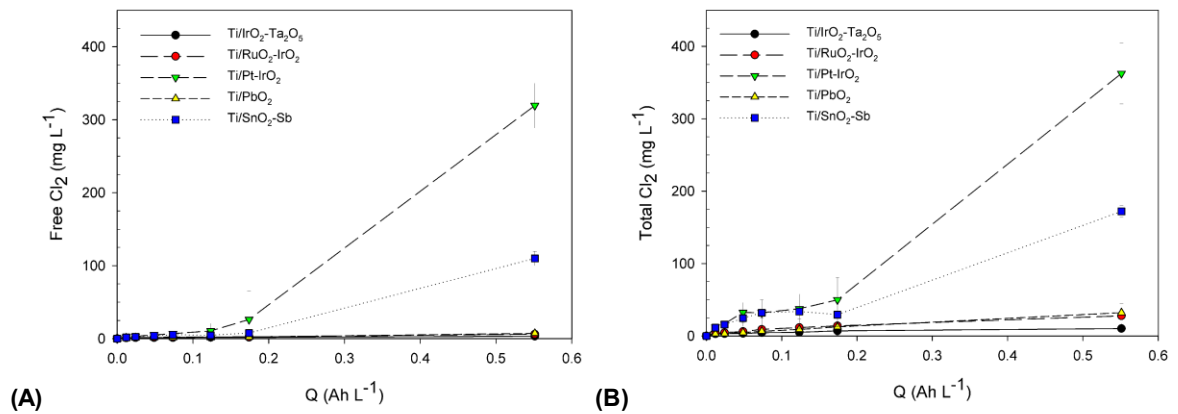 Ti/IrO2-Ta2O5
Ti/RuO2-IrO2
Ti/Pt-IrO2
Ti/PbO2
Ti/SnO2-Sb
Free Cl2 (mg L-1)
400
300
200
100
0
0.0 0.1 0.2 0.3 0.4 0.5 0.6
Q (Ah L-1)
(A)
Ti/IrO2-Ta2O5
Ti/RuO2-IrO2
Ti/Pt-IrO2
Ti/PbO2
Ti/SnO2-Sb
Total Cl2 (mg L-1)
400
300
200
100
0
0.0 0.1 0.2 0.3 0.4 0.5 0.6
Q (Ah L-1)
(B)